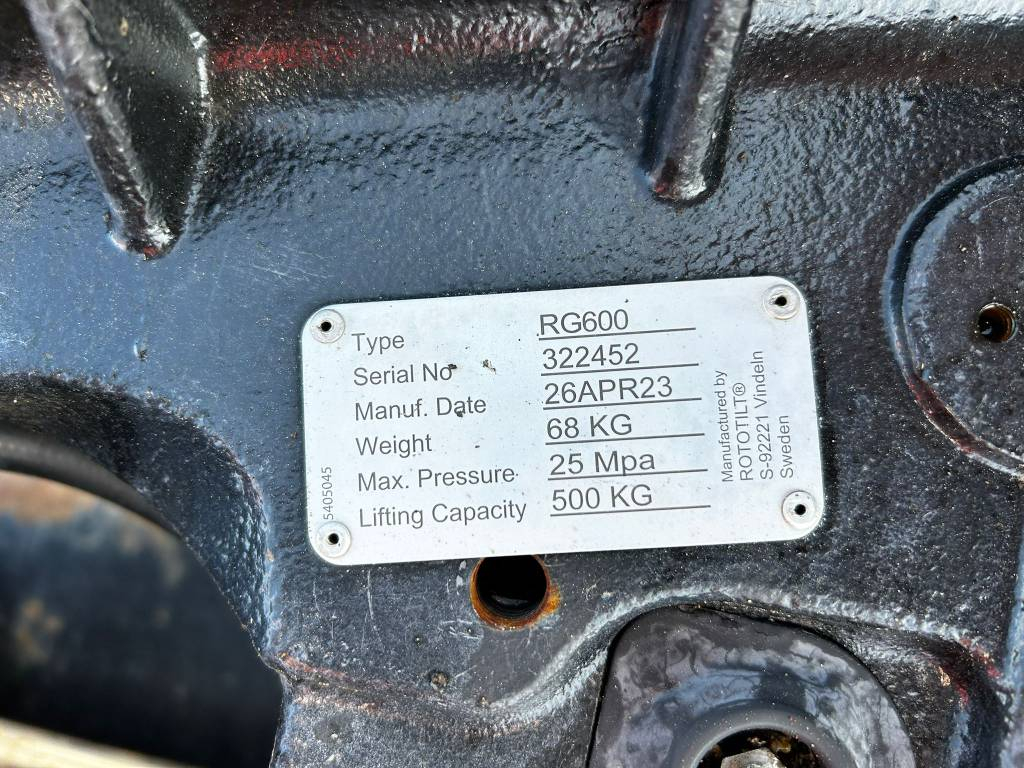 Type RG600
Serial No 322452
Manuf. Date 26APR23
Weight 68 KG
Max. Pressure 25 Mpa
Lifting Capacity 500 KG
5405045
Manufactured by
ROTOTILT®
S-92221 Vindeln
Sweden